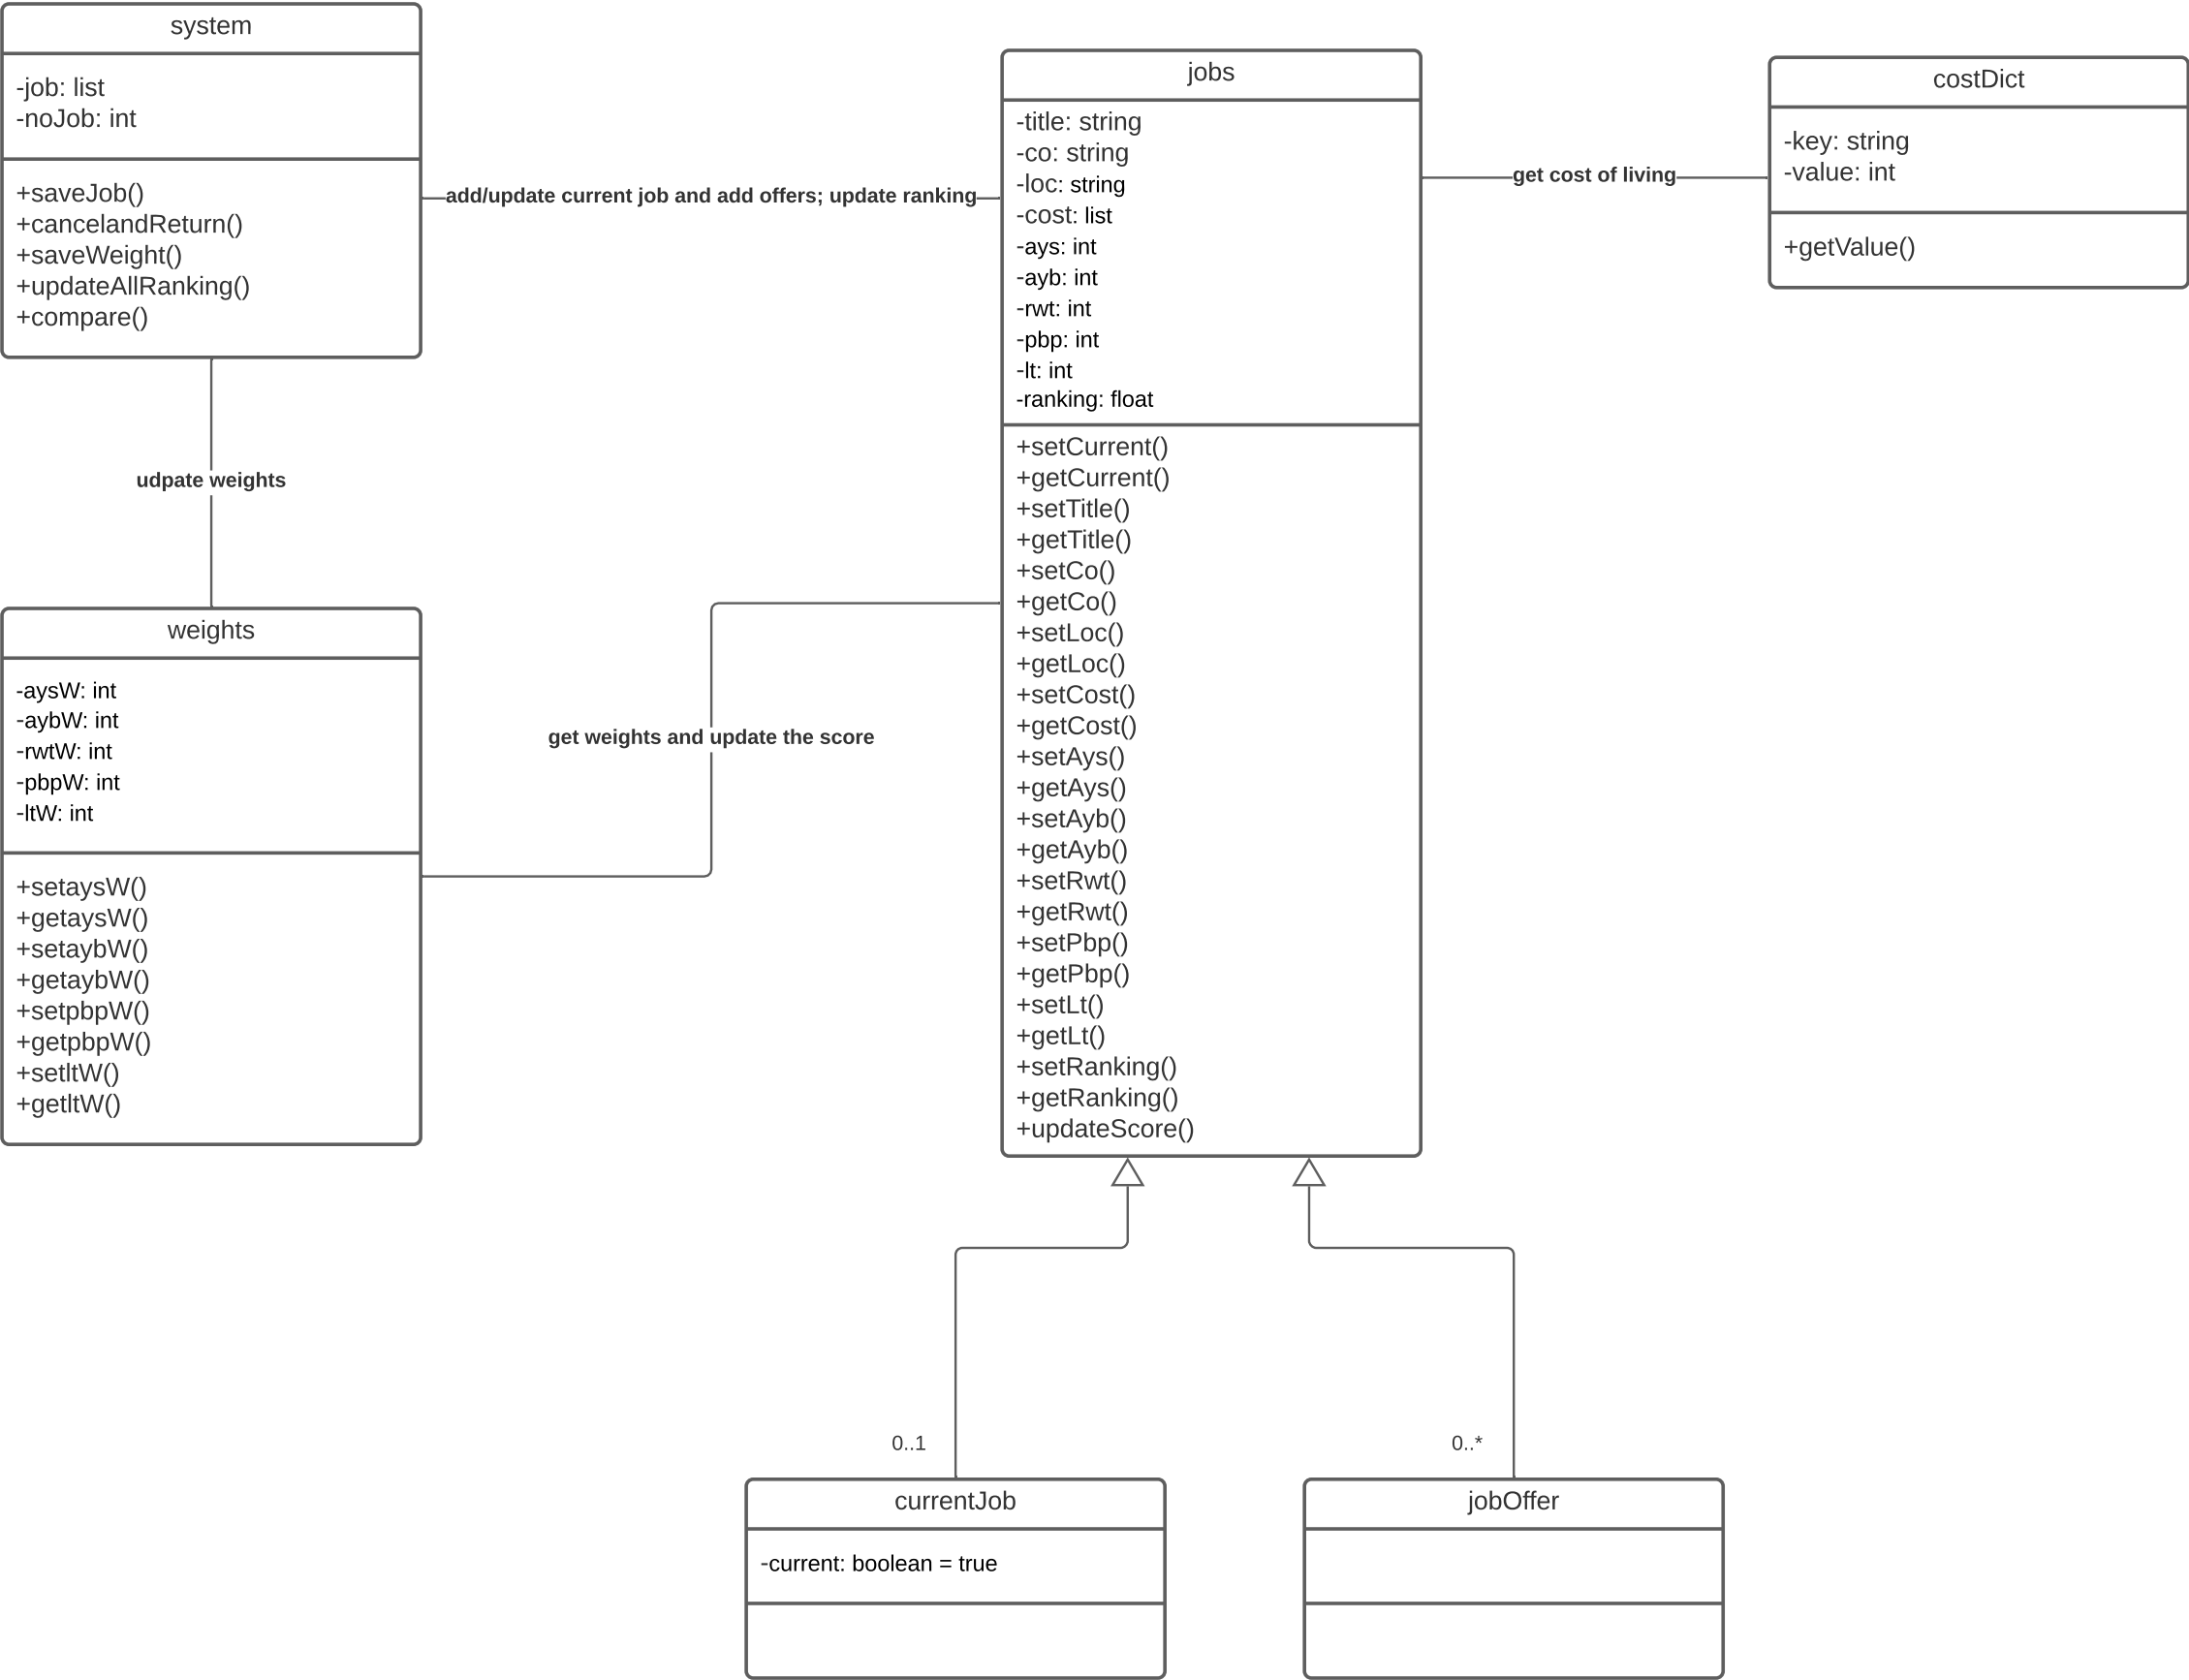 system
-job: list
-noJob: int
+saveJob()
+cancelandReturn()
+saveWeight()
+updateAllRanking()
+compare()
add/update current job and add offers; update ranking
jobs
-title: string
-co: string
-loc: string
-cost: list
-ays: int
-ayb: int
-rwt: int
-pbp: int
-lt: int
-ranking: float
+setCurrent()
+getCurrent()
+setTitle()
+getTitle()
+setCo()
+getCo()
+setLoc()
+getLoc()
+setCost()
+getCost()
+setAys()
+getAys()
+setAyb()
+getAyb()
+setRwt()
+getRwt()
+setPbp()
+getPbp()
+setLt()
+getLt()
+setRanking()
+getRanking()
+updateScore()
get cost of living
costDict
-key: string
-value: int
+getValue()
udpate weights
weights
-aysW: int
-aybW: int
-rwtW: int
-pbpW: int
-ltW: int
+setaysW()
+getaysW()
+setaybW()
+getaybW()
+setpbpW()
+getpbpW()
+setltW()
+getltW()
get weights and update the score
0..1
0..*
currentJob
-current: boolean = true
jobOffer